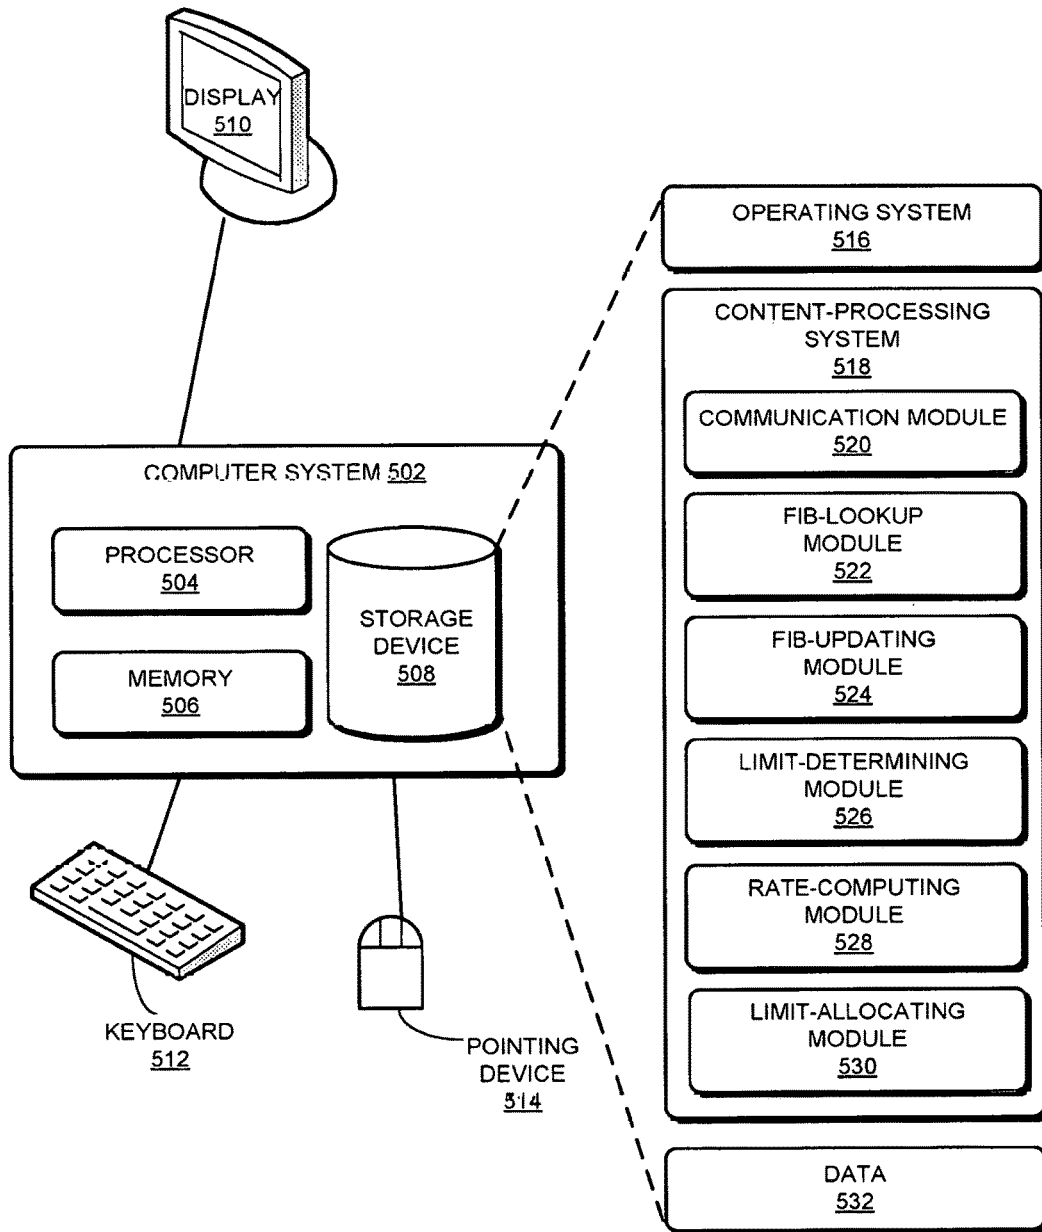 DISPLAY
510
OPERATING SYSTEM
516
CONTENT-PROCESSING
SYSTEM
518
COMMUNICATION MODULE
520
FIB-LOOKUP
MODULE
522
FIB-UPDATING
MODULE
524
LIMIT-DETERMINING
MODULE
526
RATE-COMPUTING
MODULE
528
LIMIT-ALLOCATING
MODULE
530
DATA
532
COMPUTER SYSTEM 502
PROCESSOR
504
MEMORY
506
STORAGE
DEVICE
508
KEYBOARD
512
POINTING
DEVICE
514